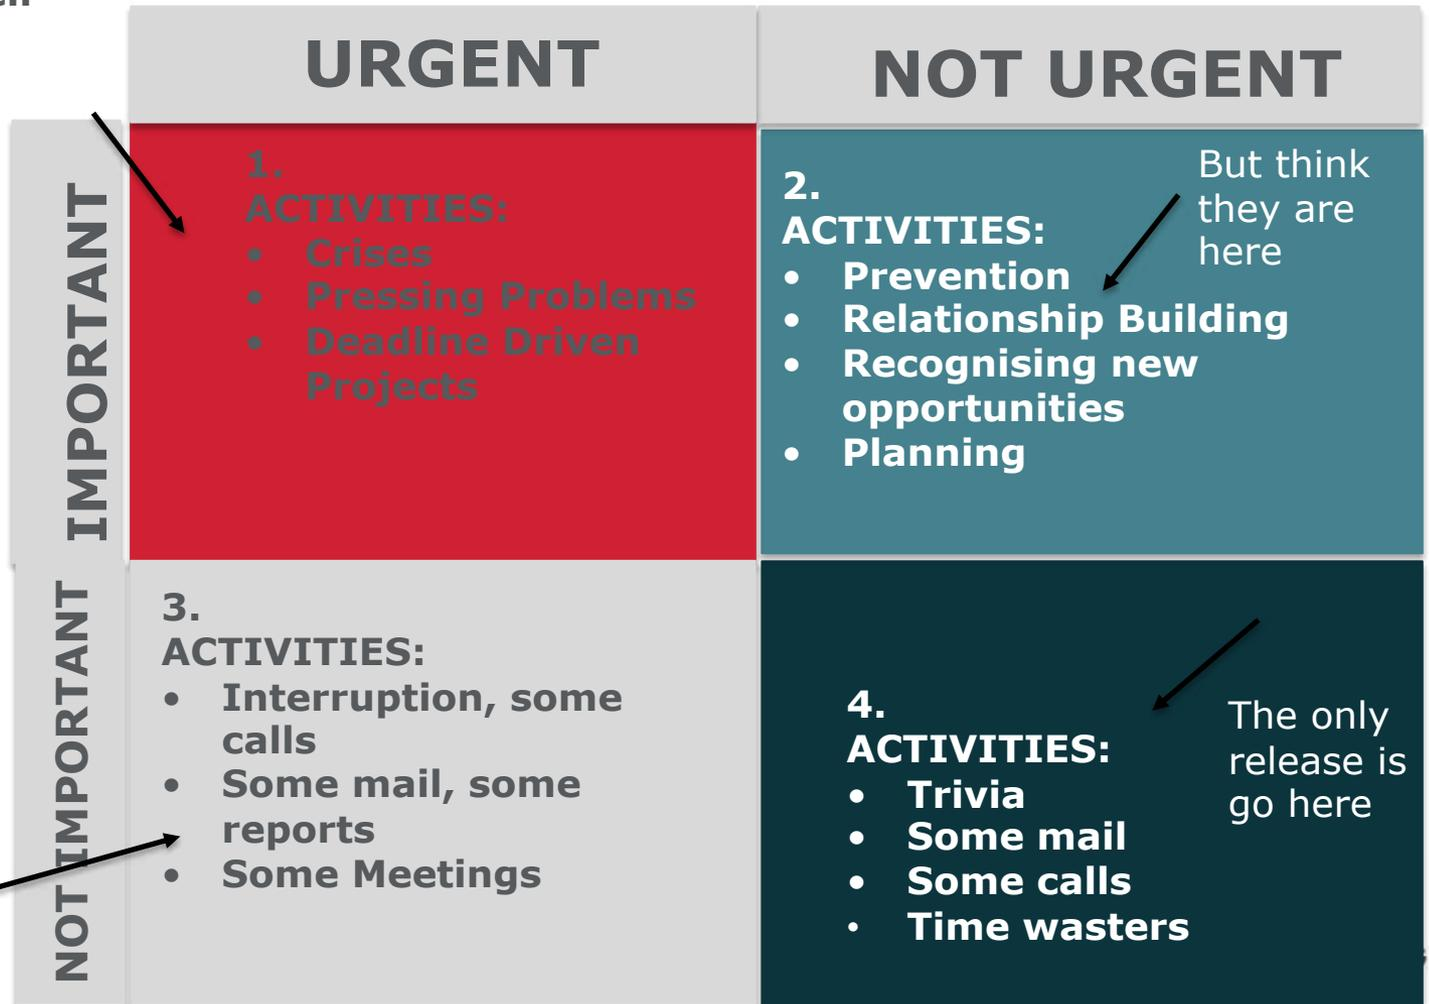 URGENT
NOT URGENT
IMPORTANT
1.
ACTIVITIES:
• Crises
• Pressing Problems
• Deadline Driven
Projects
2.
ACTIVITIES:
• Prevention
• Relationship Building
• Recognising new
opportunities
• Planning
But think
they are
here
NOT IMPORTANT
3.
ACTIVITIES:
• Interruption, some
calls
• Some mail, some
reports
• Some Meetings
4.
ACTIVITIES:
• Trivia
• Some mail
• Some calls
• Time wasters
The only
release is
go here